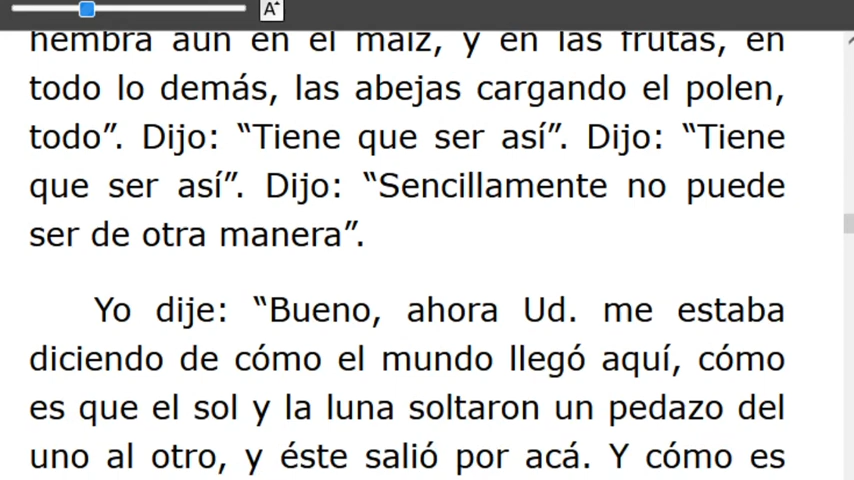 A
hembra aun en el maíz, y en las frutas, en
todo lo demás, las abejas cargando el polen,
todo”. Dijo: “Tiene que ser así”. Dijo: “Tiene
que ser así”. Dijo: “Sencillamente no puede
ser de otra manera”.
Yo dije: “Bueno, ahora Ud. me estaba
diciendo de cómo el mundo llegó aquí, cómo
es que el sol y la luna soltaron un pedazo del
uno al otro, y éste salió por acá. Y cómo es